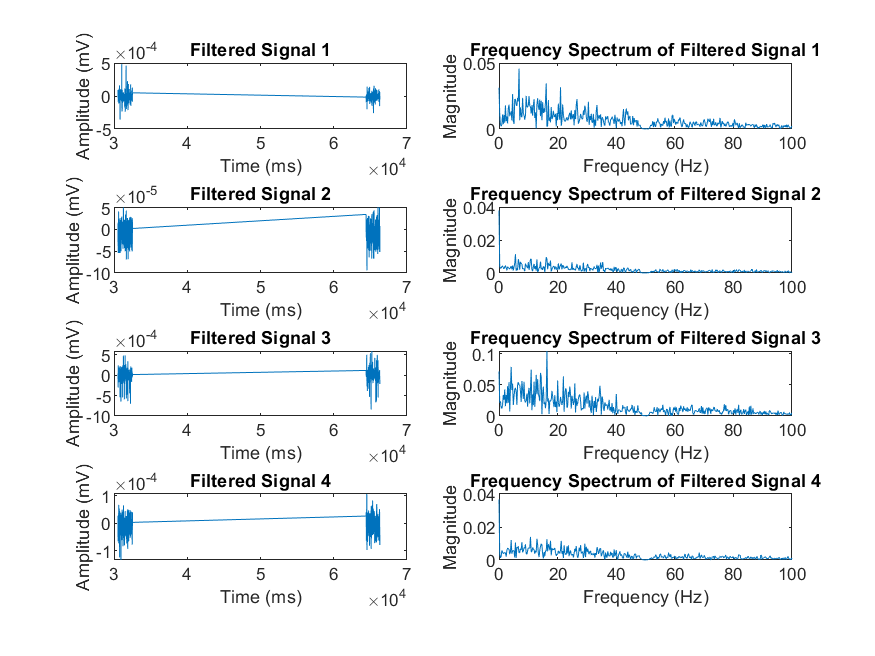 Filtered Signal 1
×10⁻⁴
Amplitude (mV)
5
0
-5
3 4 5 6 7
Time (ms)
×10⁴
Frequency Spectrum of Filtered Signal 1
Magnitude
0.05
0
0 20 40 60 80 100
Frequency (Hz)
Filtered Signal 2
×10⁻⁵
Amplitude (mV)
5
0
-5
-10
3 4 5 6 7
Time (ms)
×10⁴
Frequency Spectrum of Filtered Signal 2
Magnitude
0.04
0.02
0
0 20 40 60 80 100
Frequency (Hz)
Filtered Signal 3
×10⁻⁴
Amplitude (mV)
5
0
-5
-10
3 4 5 6 7
Time (ms)
×10⁴
Frequency Spectrum of Filtered Signal 3
Magnitude
0.1
0.05
0
0 20 40 60 80 100
Frequency (Hz)
Filtered Signal 4
×10⁻⁴
Amplitude (mV)
1
0
-1
3 4 5 6 7
Time (ms)
×10⁴
Frequency Spectrum of Filtered Signal 4
Magnitude
0.04
0.02
0
0 20 40 60 80 100
Frequency (Hz)